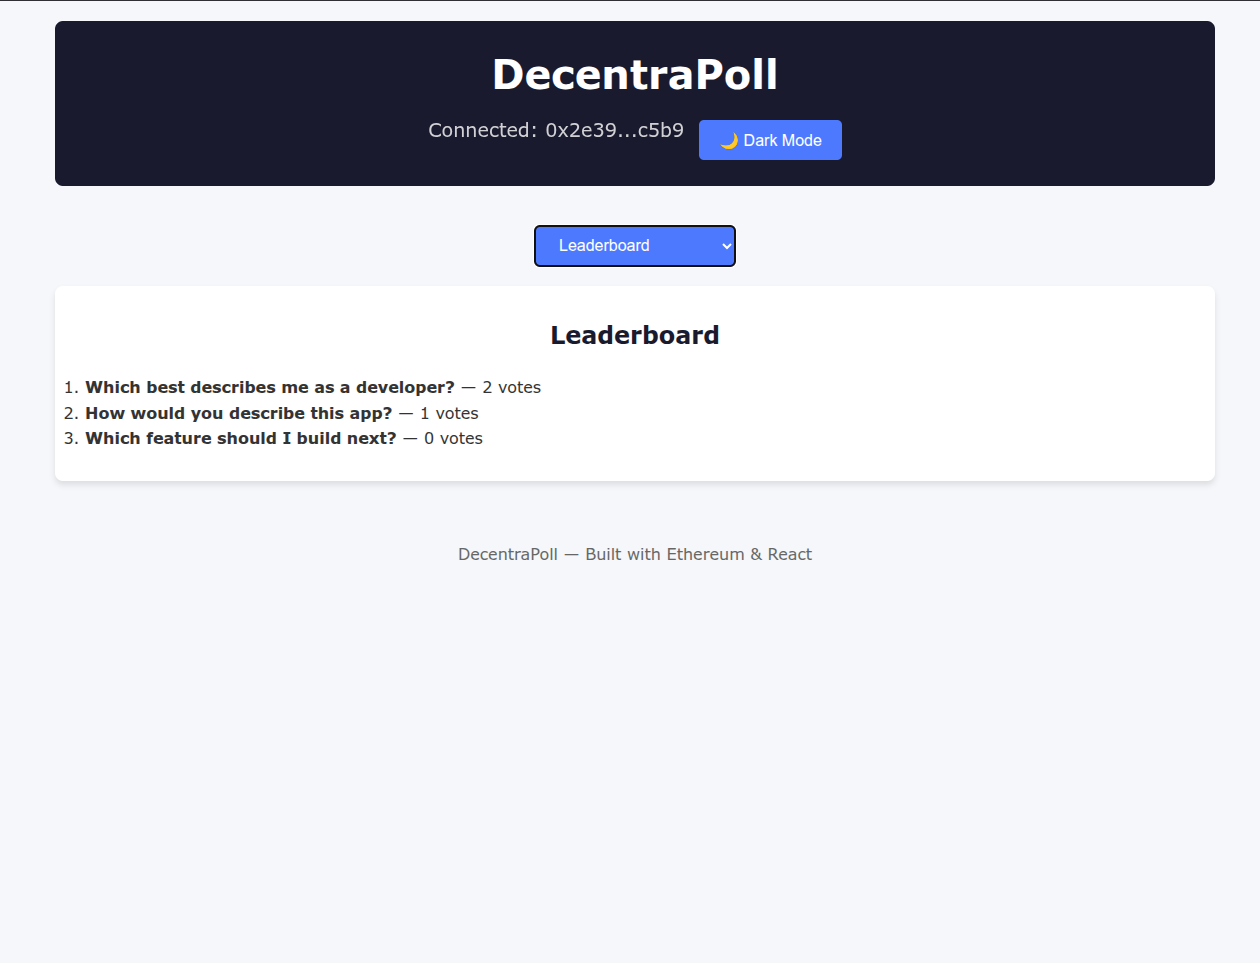 DecentraPoll
Connected: 0x2e39...c5b9
🌙 Dark Mode
Leaderboard
Leaderboard
1. Which best describes me as a developer? — 2 votes
2. How would you describe this app? — 1 votes
3. Which feature should I build next? — 0 votes
DecentraPoll — Built with Ethereum & React